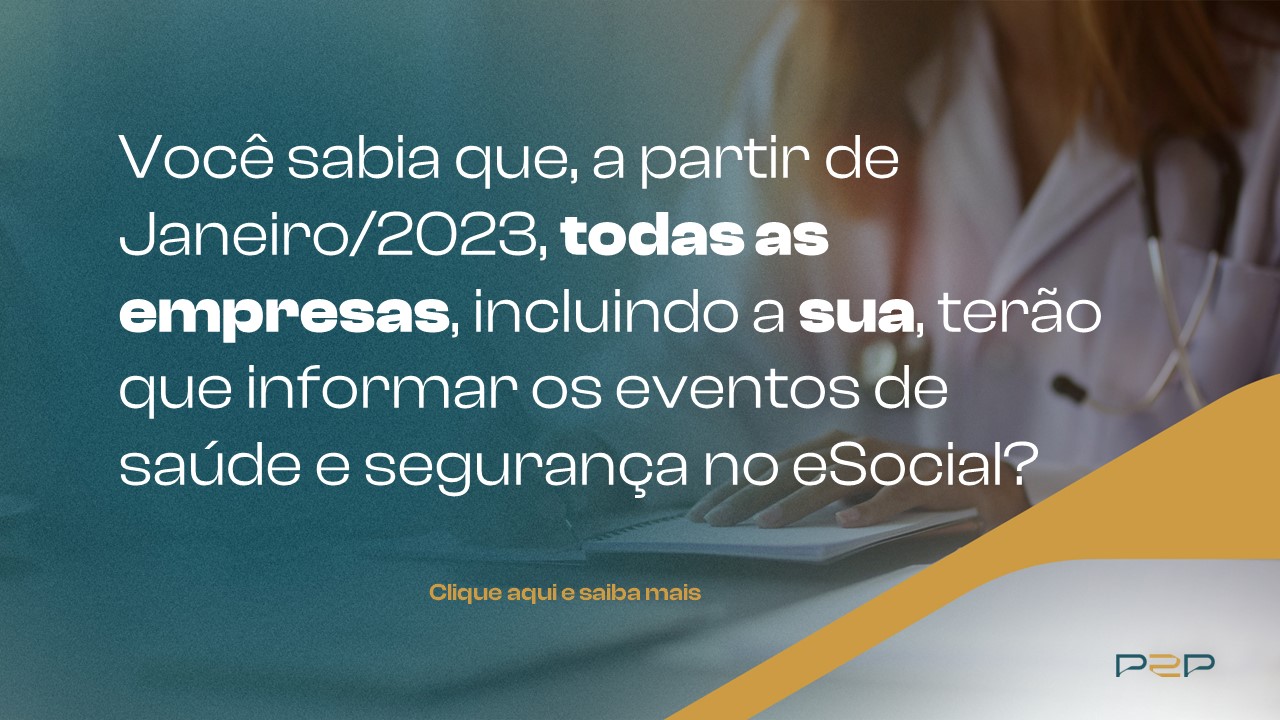 Você sabia que, a partir de
Janeiro/2023, todas as
empresas, incluindo a sua, terão
que informar os eventos de
saúde e segurança no eSocial?
Clique aqui e saiba mais
P2P